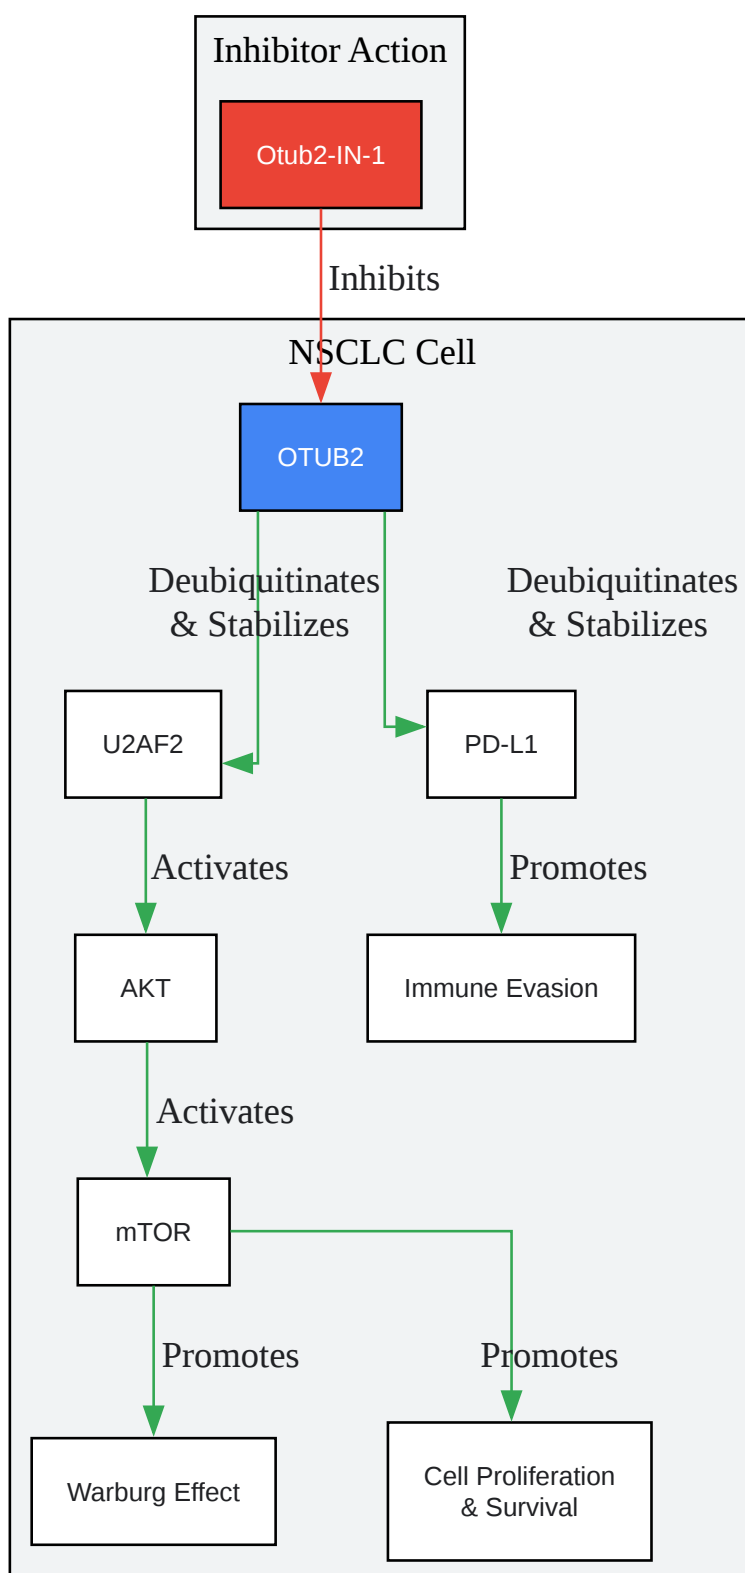 Inhibitor Action
Otub2-IN-1
Inhibits
NSCLC Cell
OTUB2
Deubiquitinates
& Stabilizes
Deubiquitinates
& Stabilizes
U2AF2
PD-L1
Activates
Promotes
AKT
Immune Evasion
Activates
mTOR
Promotes
Promotes
Warburg Effect
Cell Proliferation
& Survival